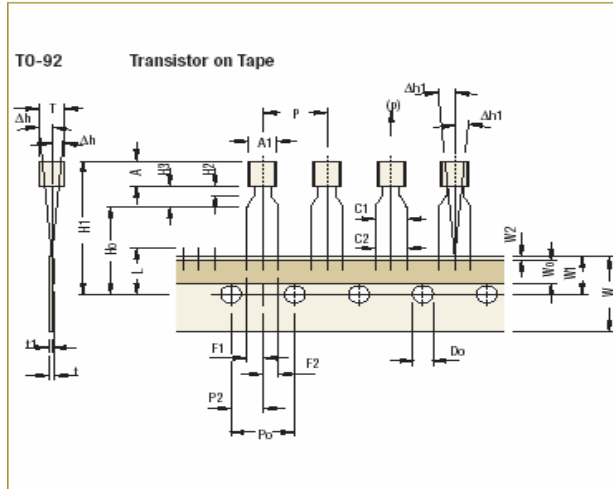 TO-92 Transistor on Tape
Δh T
Δh
P
A1
(p)
Δh1
Δh1
H1
A
H3
H2
Ho
L
C1
C2
W2
Wo
W1
W
t1
t
F1
F2
P2
Po
Do